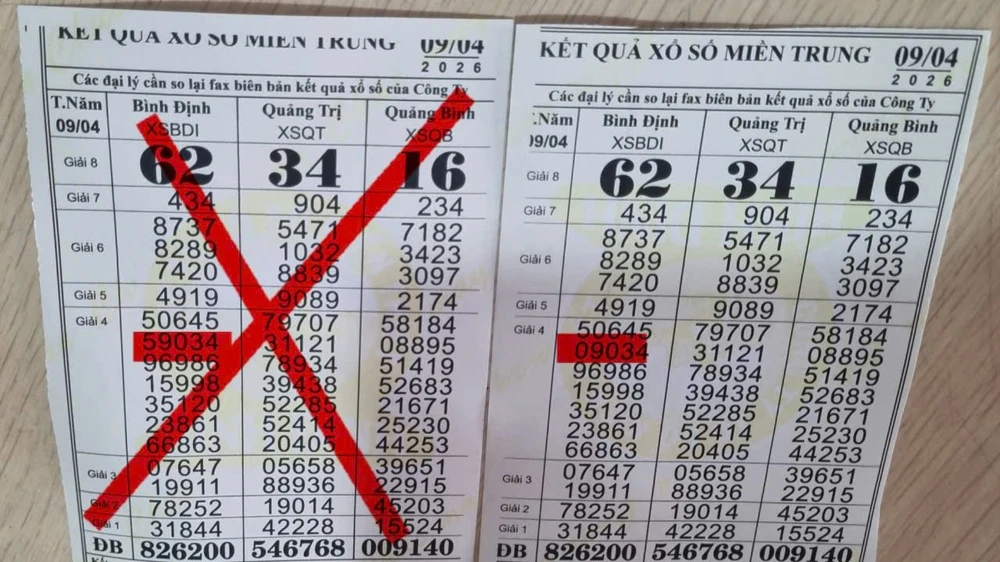 KẾT QUẢ XỔ SỐ MIỀN TRUNG 09/04
2026
Các đại lý cần so lại fax biên bản kết quả xổ số của Công Ty
T.Năm Bình Định Quảng Trị Quảng Bình
09/04 XSBDI XSQT XSQB
Giải 8 62 34 16
Giải 7 434 904 234
8737 5471 7182
Giải 6 8289 1032 3423
7420 8839 3097
Giải 5 4919 9089 2174
Giải 4 50645 79707 58184
59034 31121 08895
96986 78934 51419
15998 39438 52683
35120 52285 21671
23861 52414 25230
66863 20405 44253
Giải 3 07647 05658 39651
19911 88936 22915
Giải 2 78252 19014 45203
Giải 1 31844 42228 15524
ĐB 826200 546768 009140
KẾT QUẢ XỔ SỐ MIỀN TRUNG 09/04
2026
Các đại lý cần so lại fax biên bản kết quả xổ số của Công Ty
.Năm Bình Định Quảng Trị Quảng Bình
09/04 XSBDI XSQT XSQB
Giải 8 62 34 16
Giải 7 434 904 234
8737 5471 7182
Giải 6 8289 1032 3423
7420 8839 3097
Giải 5 4919 9089 2174
Giải 4 50645 79707 58184
09034 31121 08895
96986 78934 51419
15998 39438 52683
35120 52285 21671
23861 52414 25230
66863 20405 44253
Giải 3 07647 05658 39651
19911 88936 22915
Giải 2 78252 19014 45203
Giải 1 31844 42228 15524
ĐB 826200 546768 009140